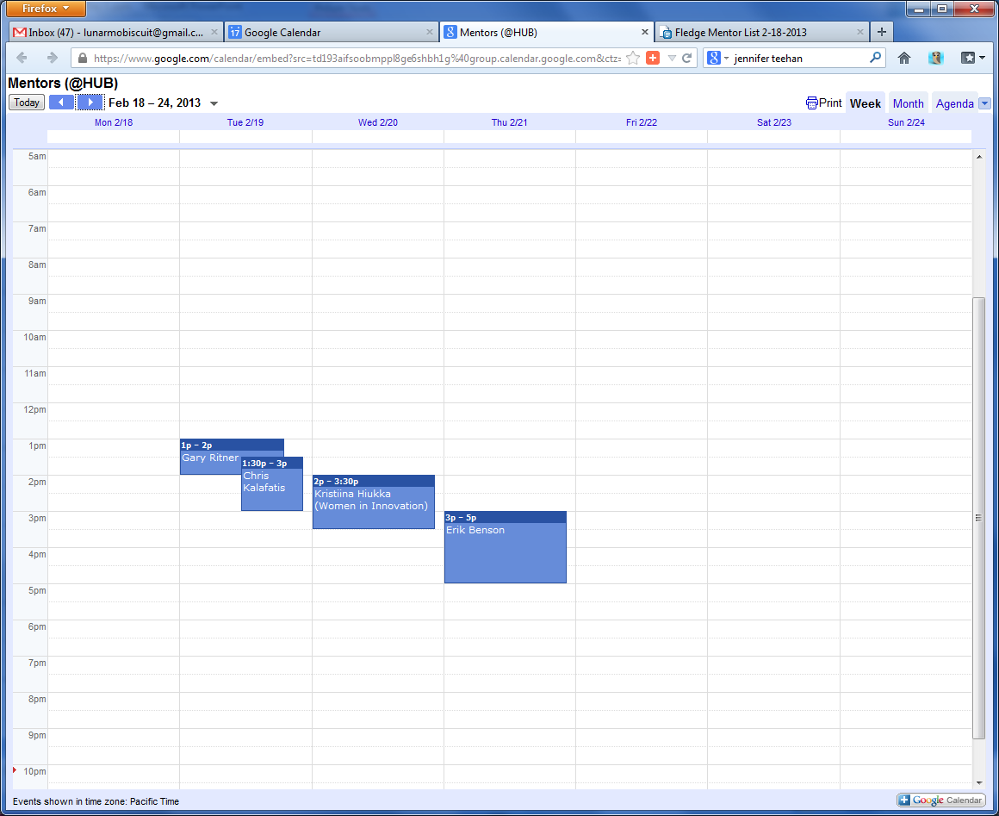 Firefox
Inbox (47) - lunarmobiscuit@gmail.c...
17 Google Calendar
Mentors (@HUB)
Fledge Mentor List 2-18-2013
https://www.google.com/calendar/embed?src=td193aifsoobmppl8ge6shbh1g%40group.calendar.google.com&ctz=
jennifer teehan
Mentors (@HUB)
Today
Feb 18 – 24, 2013
Print
Week
Month
Agenda
Mon 2/18
Tue 2/19
Wed 2/20
Thu 2/21
Fri 2/22
Sat 2/23
Sun 2/24
5am
6am
7am
8am
9am
10am
11am
12pm
1pm
1p – 2p
Gary Ritner
1:30p – 3p
Chris
Kalafatis
2pm
2p – 3:30p
Kristiina Hiukka
(Women in Innovation)
3pm
3p – 5p
Erik Benson
4pm
5pm
6pm
7pm
8pm
9pm
10pm
Events shown in time zone: Pacific Time
Google Calendar